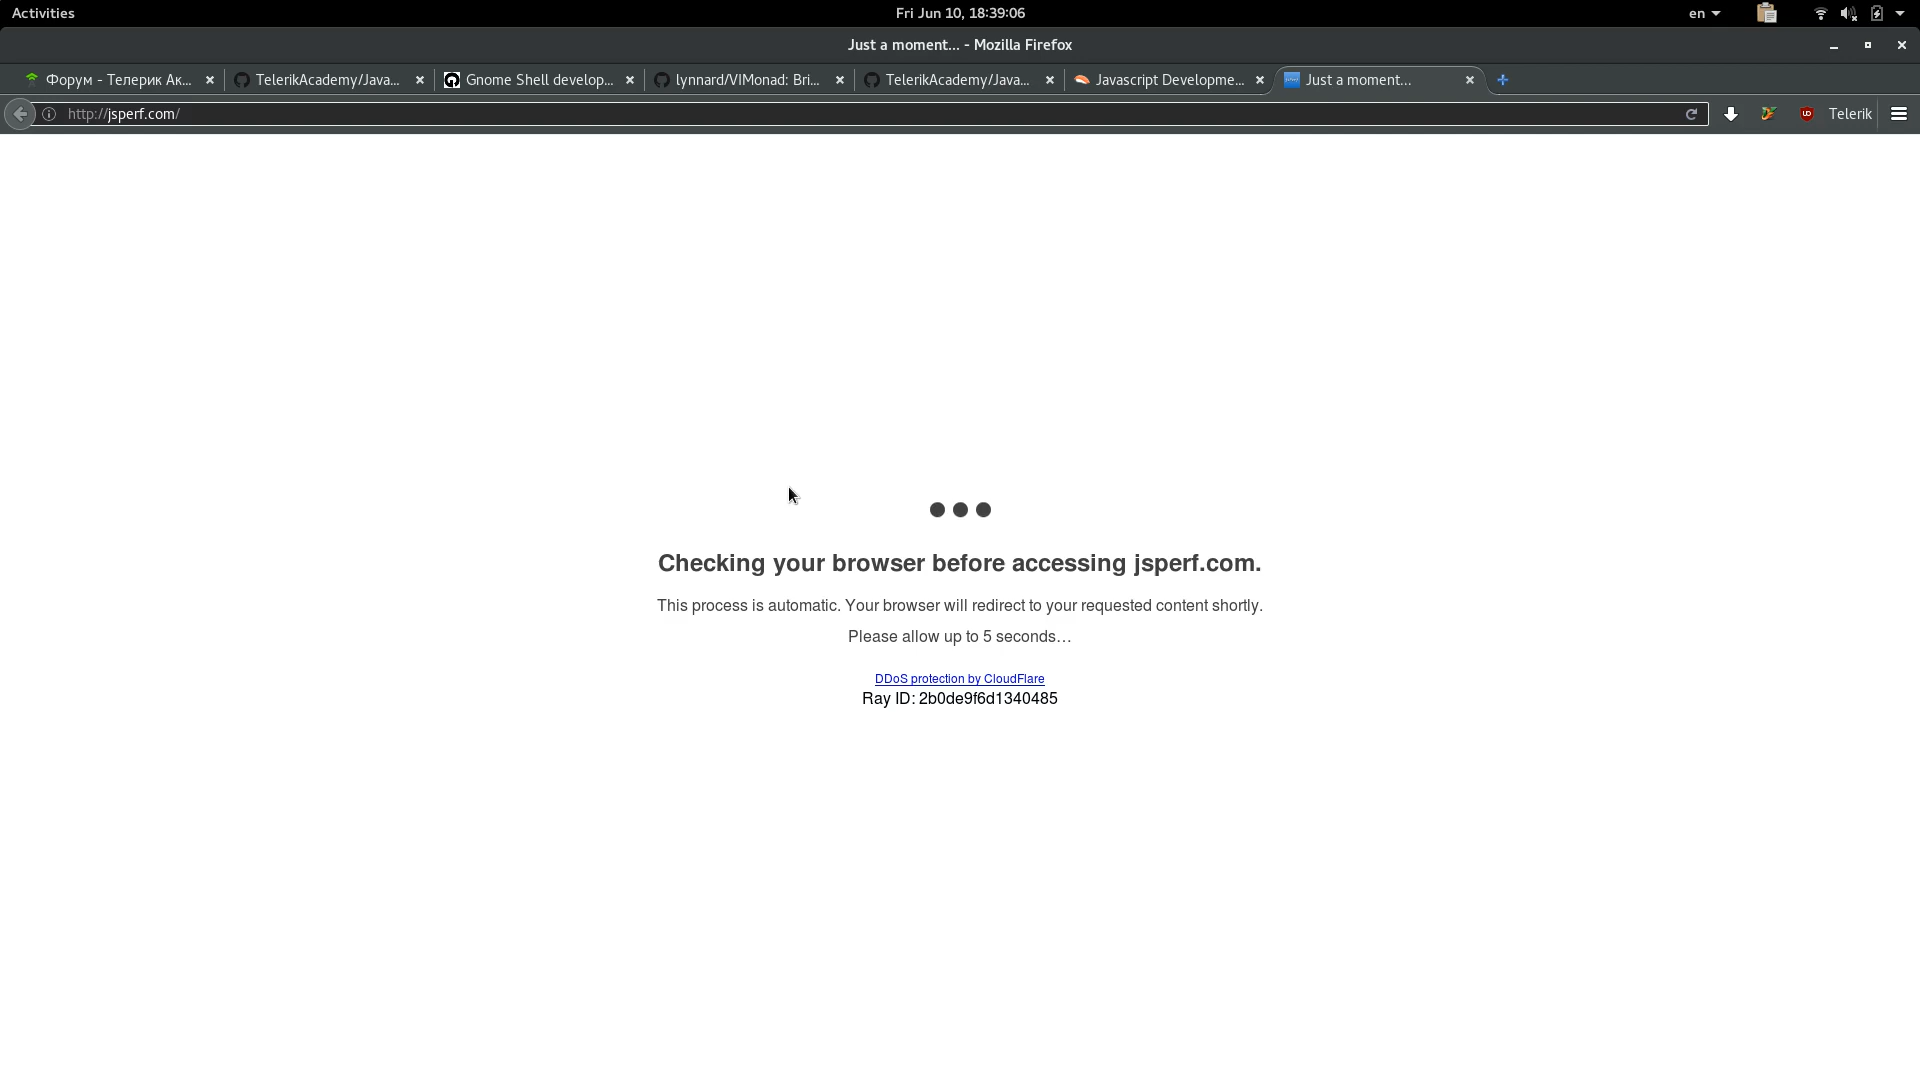 Activities
Fri Jun 10, 18:39:06
en
Just a moment... - Mozilla Firefox
Форум - Телерик Ак...
TelerikAcademy/Java...
Gnome Shell develop...
lynnard/VIMonad: Bri...
TelerikAcademy/Java...
Javascript Developme...
Just a moment...
http://jsperf.com/
Telerik
Checking your browser before accessing jsperf.com.
This process is automatic. Your browser will redirect to your requested content shortly.
Please allow up to 5 seconds…
DDoS protection by CloudFlare
Ray ID: 2b0de9f6d1340485